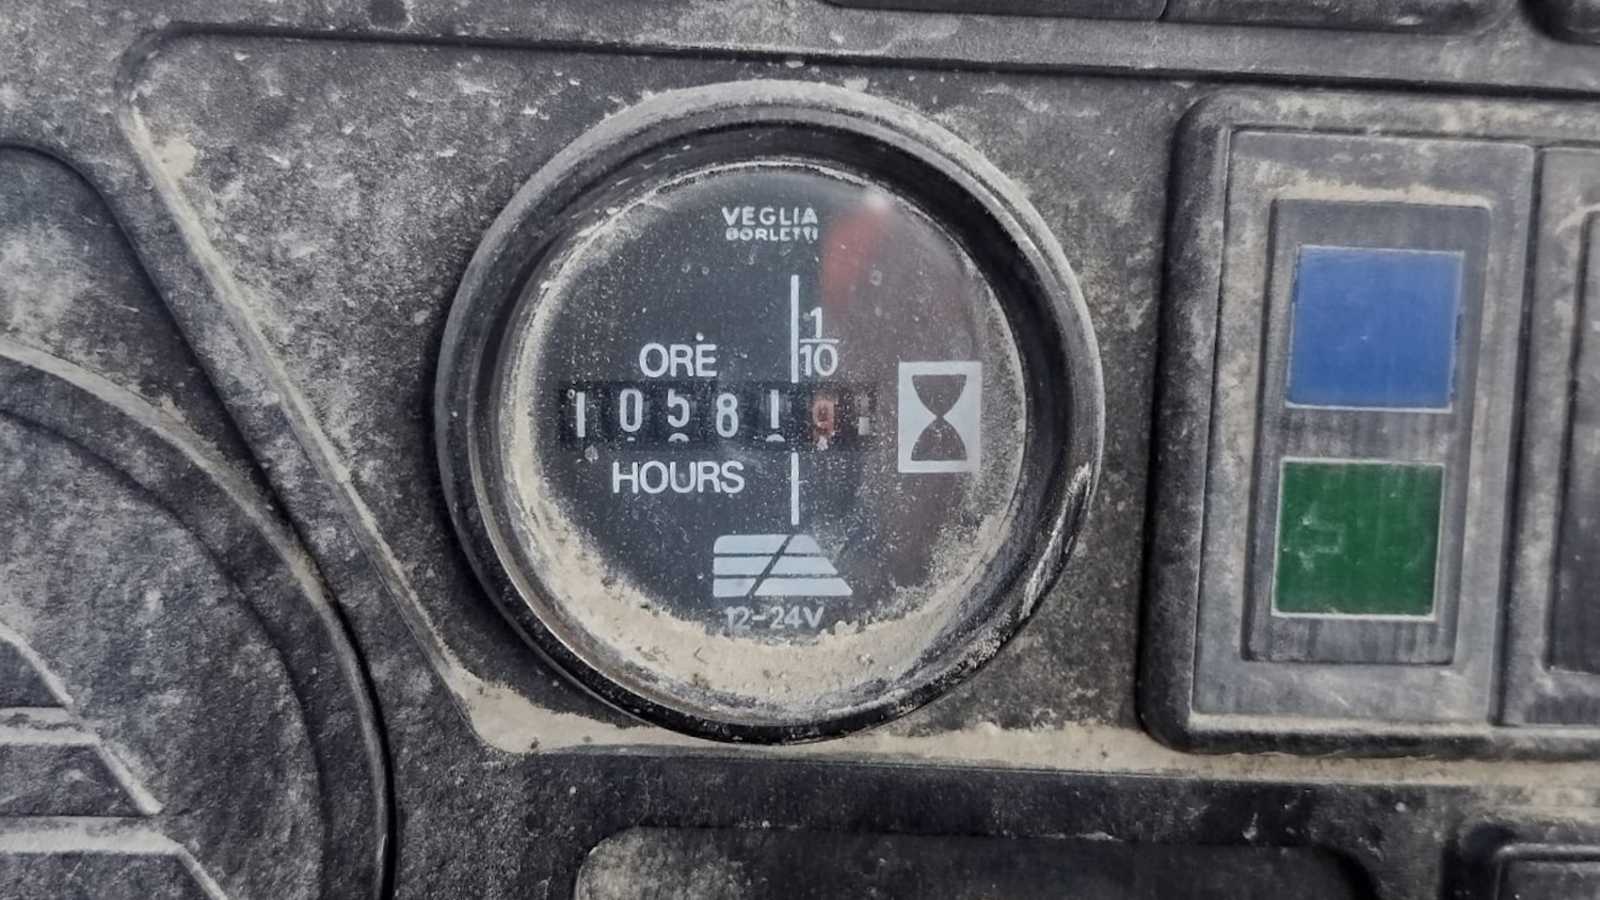 VEGLIA
BORLETTI
1
10
ORE
10581 9
HOURS
12-24V